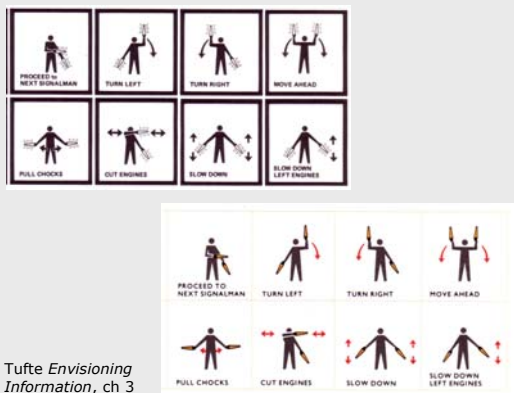 PROCEED to
NEXT SIGNALMAN
TURN LEFT
TURN RIGHT
MOVE AHEAD
PULL CHOCKS
CUT ENGINES
SLOW DOWN
SLOW DOWN
LEFT ENGINES
PROCEED TO
NEXT SIGNALMAN
TURN LEFT
TURN RIGHT
MOVE AHEAD
PULL CHOCKS
CUT ENGINES
SLOW DOWN
SLOW DOWN
LEFT ENGINES
Tufte Envisioning
Information, ch 3